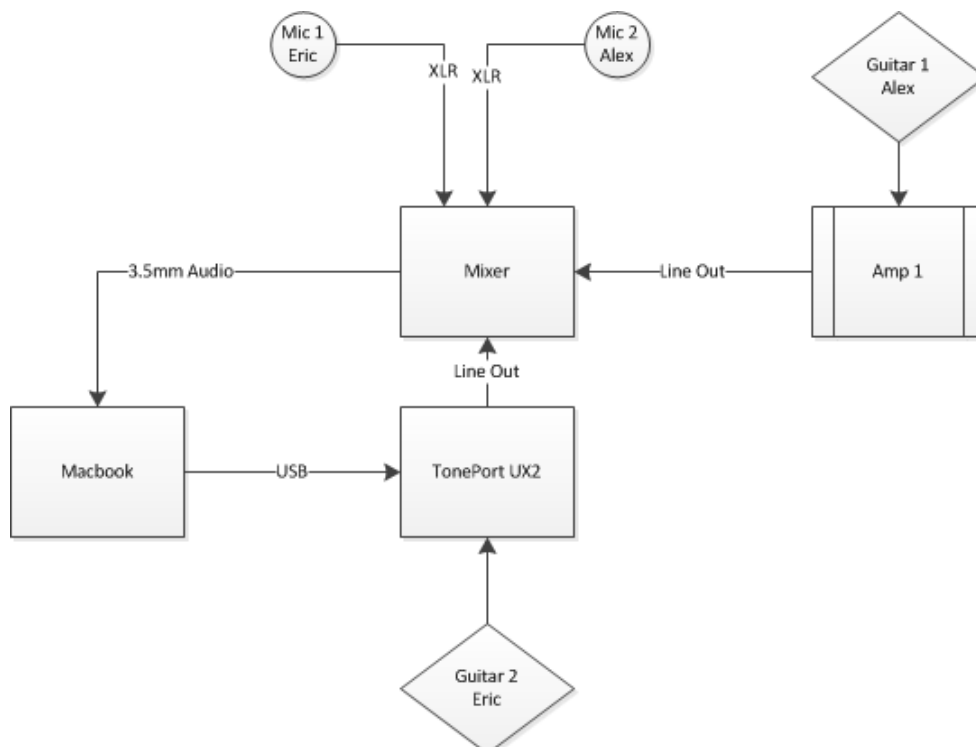 Mic 1
Eric
Mic 2
Alex
Guitar 1
Alex
XLR
XLR
3.5mm Audio
Mixer
Line Out
Amp 1
Line Out
Macbook
USB
TonePort UX2
Guitar 2
Eric